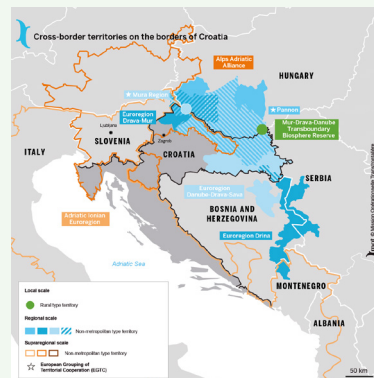 Cross-border territories on the borders of Croatia
Alps Adriatic
Alliance
HUNGARY
Mura Region
Euroregion
Drava-Mur
Pannon
Mur-Drava-Danube
Transboundary
Biosphere Reserve
Ljubljana
SLOVENIA
Zagreb
ITALY
CROATIA
SERBIA
Euroregion
Danube-Drava-Sava
BOSNIA AND
HERZEGOVINA
Adriatic Ionian
Euroregion
Euroregion Drina
Adriatic Sea
MONTENEGRO
ALBANIA
Local scale
Rural type territory
Regional scale
Non-metropolitan type territory
Supraregional scale
Non-metropolitan type territory
European Grouping of
Territorial Cooperation (EGTC)
50 km